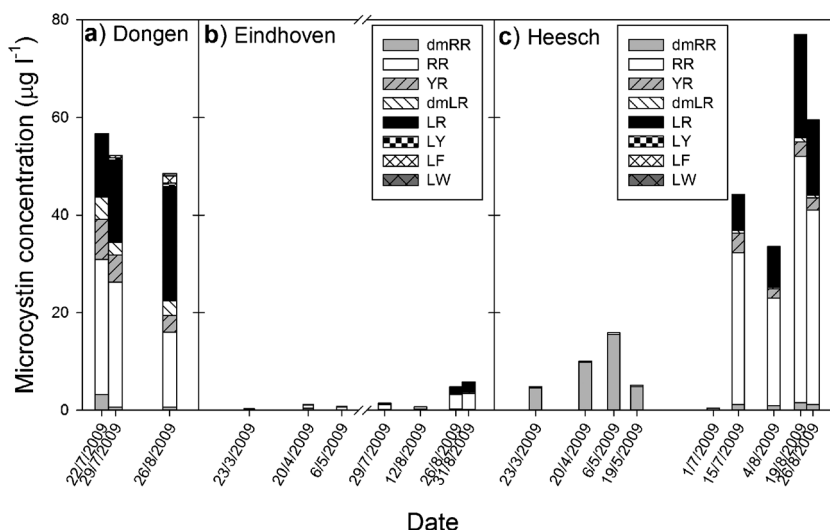 80
60
40
20
0
Microcystin concentration (µg l⁻¹)
a) Dongen
b) Eindhoven
c) Heesch
dmRR
RR
YR
dmLR
LR
LY
LF
LW
dmRR
RR
YR
dmLR
LR
LY
LF
LW
22/7/2009
29/7/2009
26/8/2009
23/3/2009
20/4/2009
6/5/2009
29/7/2009
12/8/2009
26/8/2009
31/8/2009
23/3/2009
20/4/2009
6/5/2009
19/5/2009
1/7/2009
15/7/2009
4/8/2009
19/8/2009
26/8/2009
Date